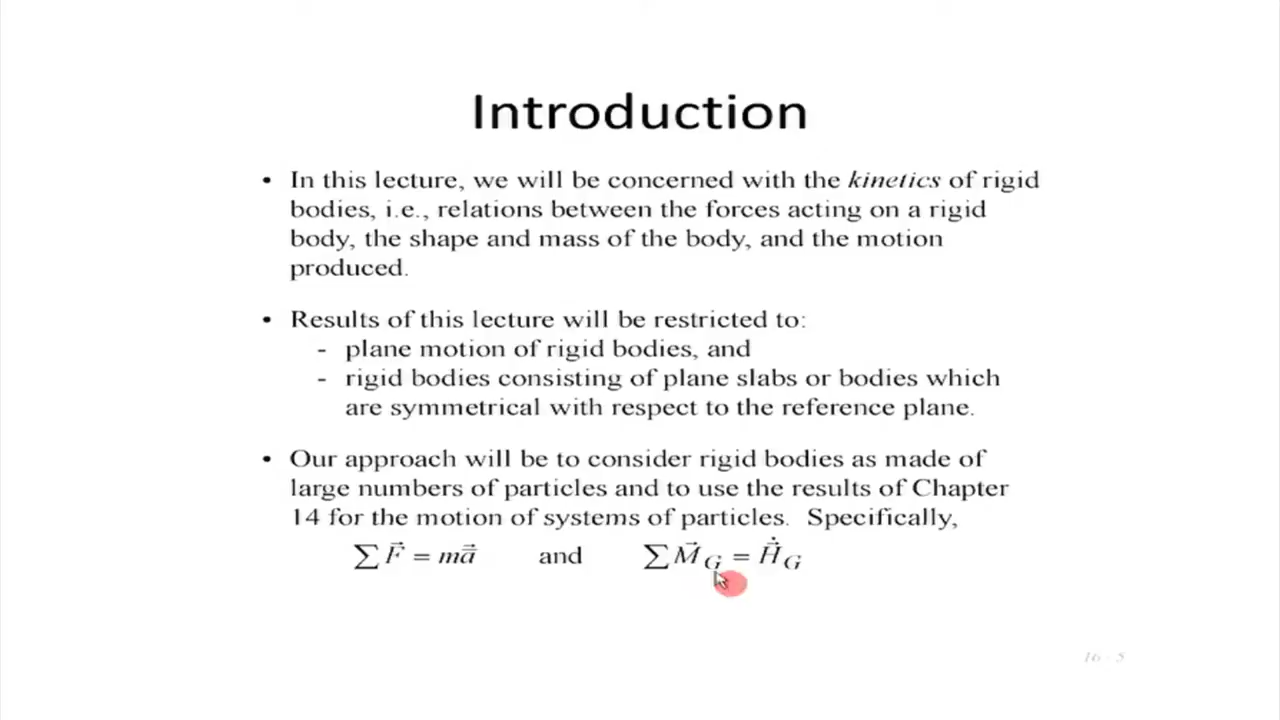 Introduction
• In this lecture, we will be concerned with the kinetics of rigid
bodies, i.e., relations between the forces acting on a rigid
body, the shape and mass of the body, and the motion
produced.
• Results of this lecture will be restricted to:
- plane motion of rigid bodies, and
- rigid bodies consisting of plane slabs or bodies which
are symmetrical with respect to the reference plane.
• Our approach will be to consider rigid bodies as made of
large numbers of particles and to use the results of Chapter
14 for the motion of systems of particles. Specifically,
∑F⃗ = ma̅⃗ and ∑M⃗_G = Ḣ⃗_G
16 - 5